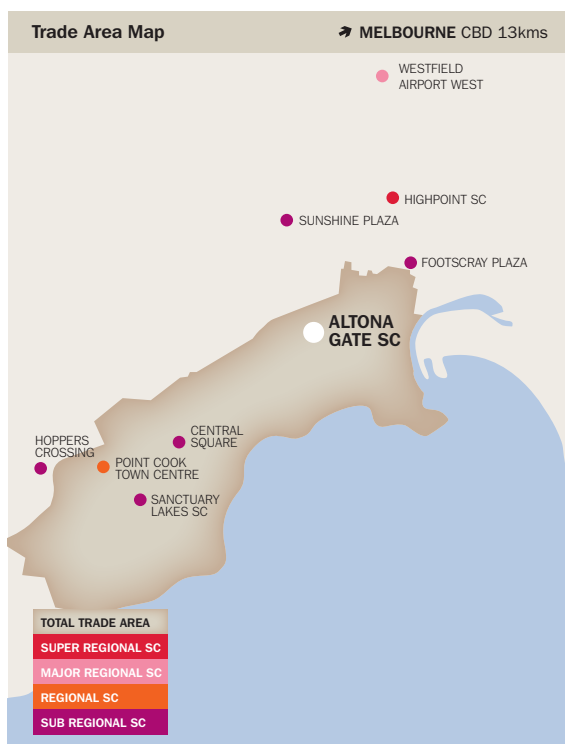 Trade Area Map
MELBOURNE CBD 13kms
WESTFIELD
AIRPORT WEST
HIGHPOINT SC
SUNSHINE PLAZA
FOOTSCRAY PLAZA
ALTONA
GATE SC
CENTRAL
SQUARE
HOPPERS
CROSSING
POINT COOK
TOWN CENTRE
SANCTUARY
LAKES SC
TOTAL TRADE AREA
SUPER REGIONAL SC
MAJOR REGIONAL SC
REGIONAL SC
SUB REGIONAL SC